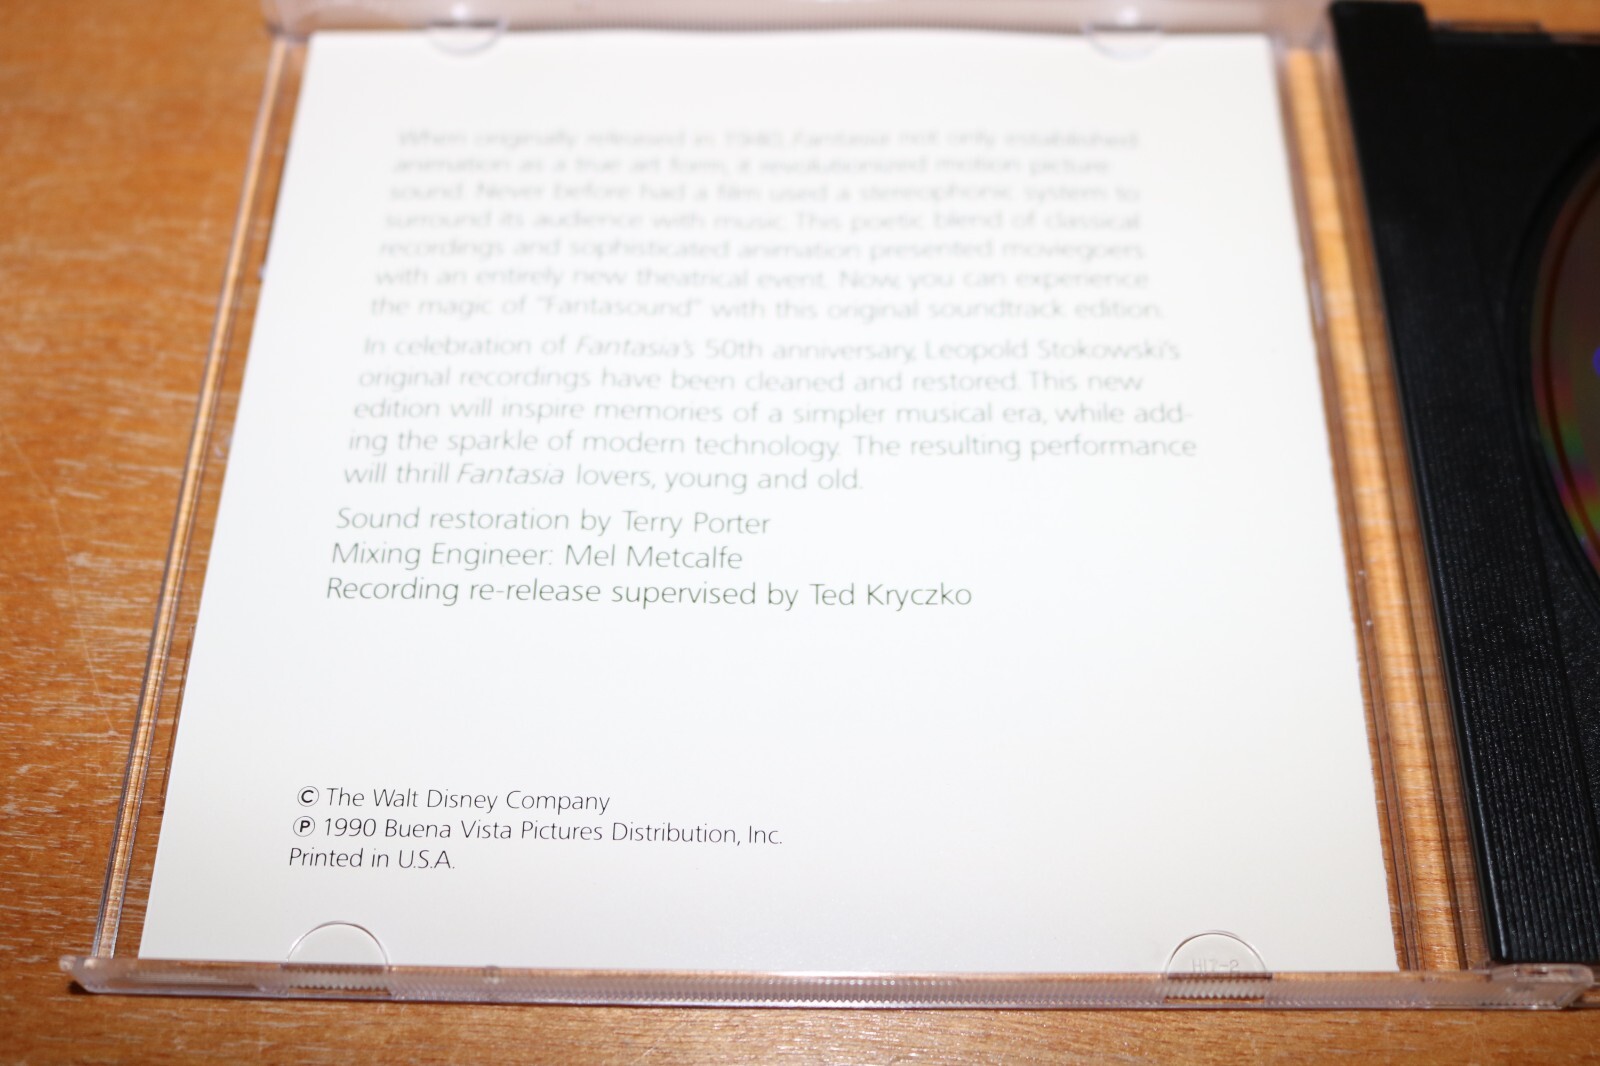 When originally released in 1940, Fantasia not only established
animation as a true art form, it revolutionized motion picture
sound. Never before had a film used a stereophonic system to
surround its audience with music. This poetic blend of classical
recordings and sophisticated animation presented moviegoers
with an entirely new theatrical event. Now, you can experience
the magic of "Fantasound" with this original soundtrack edition.
In celebration of Fantasia's 50th anniversary, Leopold Stokowski's
original recordings have been cleaned and restored. This new
edition will inspire memories of a simpler musical era, while add-
ing the sparkle of modern technology. The resulting performance
will thrill Fantasia lovers, young and old.
Sound restoration by Terry Porter
Mixing Engineer: Mel Metcalfe
Recording re-release supervised by Ted Kryczko
© The Walt Disney Company
℗ 1990 Buena Vista Pictures Distribution, Inc.
Printed in U.S.A.